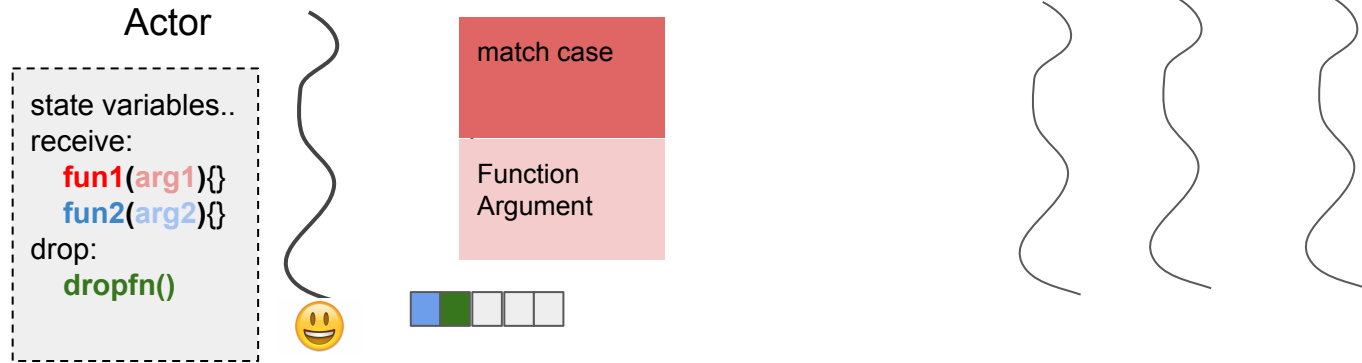 Actor
state variables..
receive:
fun1(arg1){}
fun2(arg2){}
drop:
dropfn()
match case
Function
Argument